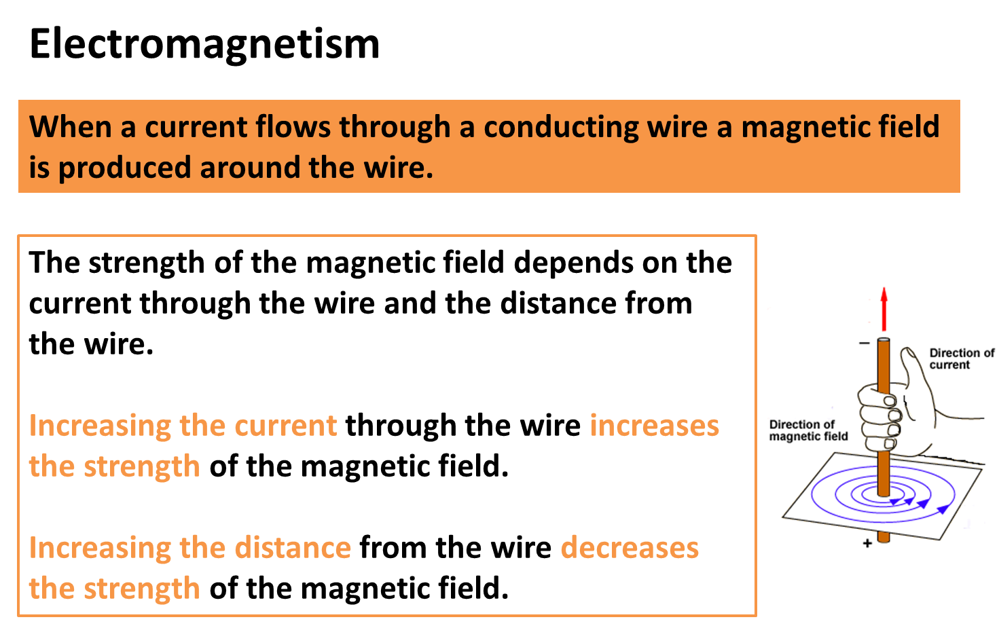 Electromagnetism
When a current flows through a conducting wire a magnetic field
is produced around the wire.
The strength of the magnetic field depends on the
current through the wire and the distance from
the wire.
Increasing the current through the wire increases
the strength of the magnetic field.
Increasing the distance from the wire decreases
the strength of the magnetic field.
–
Direction of
current
Direction of
magnetic field
+